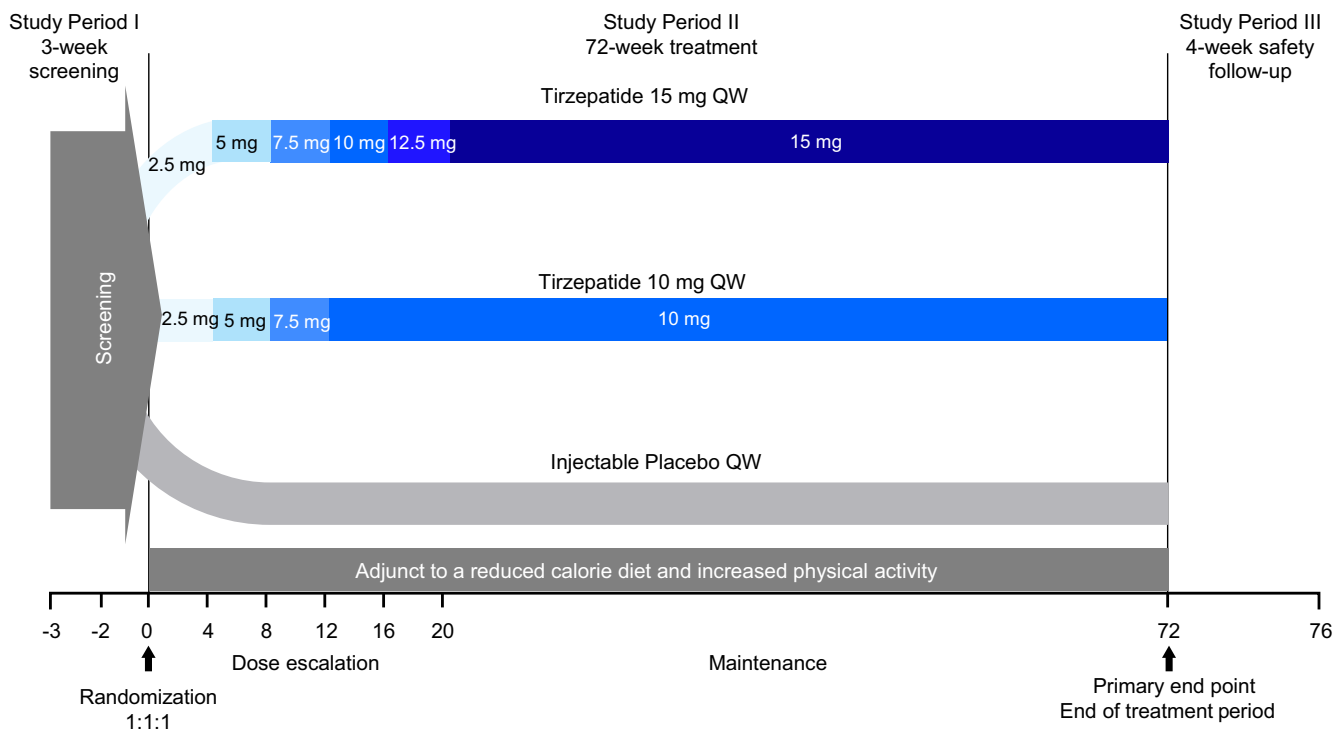 Study Period I
3-week
screening
Study Period II
72-week treatment
Study Period III
4-week safety
follow-up
Tirzepatide 15 mg QW
2.5 mg
5 mg
7.5 mg
10 mg
12.5 mg
15 mg
Screening
Tirzepatide 10 mg QW
2.5 mg
5 mg
7.5 mg
10 mg
Injectable Placebo QW
Adjunct to a reduced calorie diet and increased physical activity
-3 -2 0 4 8 12 16 20 72 76
Dose escalation
Maintenance
Randomization
1:1:1
Primary end point
End of treatment period